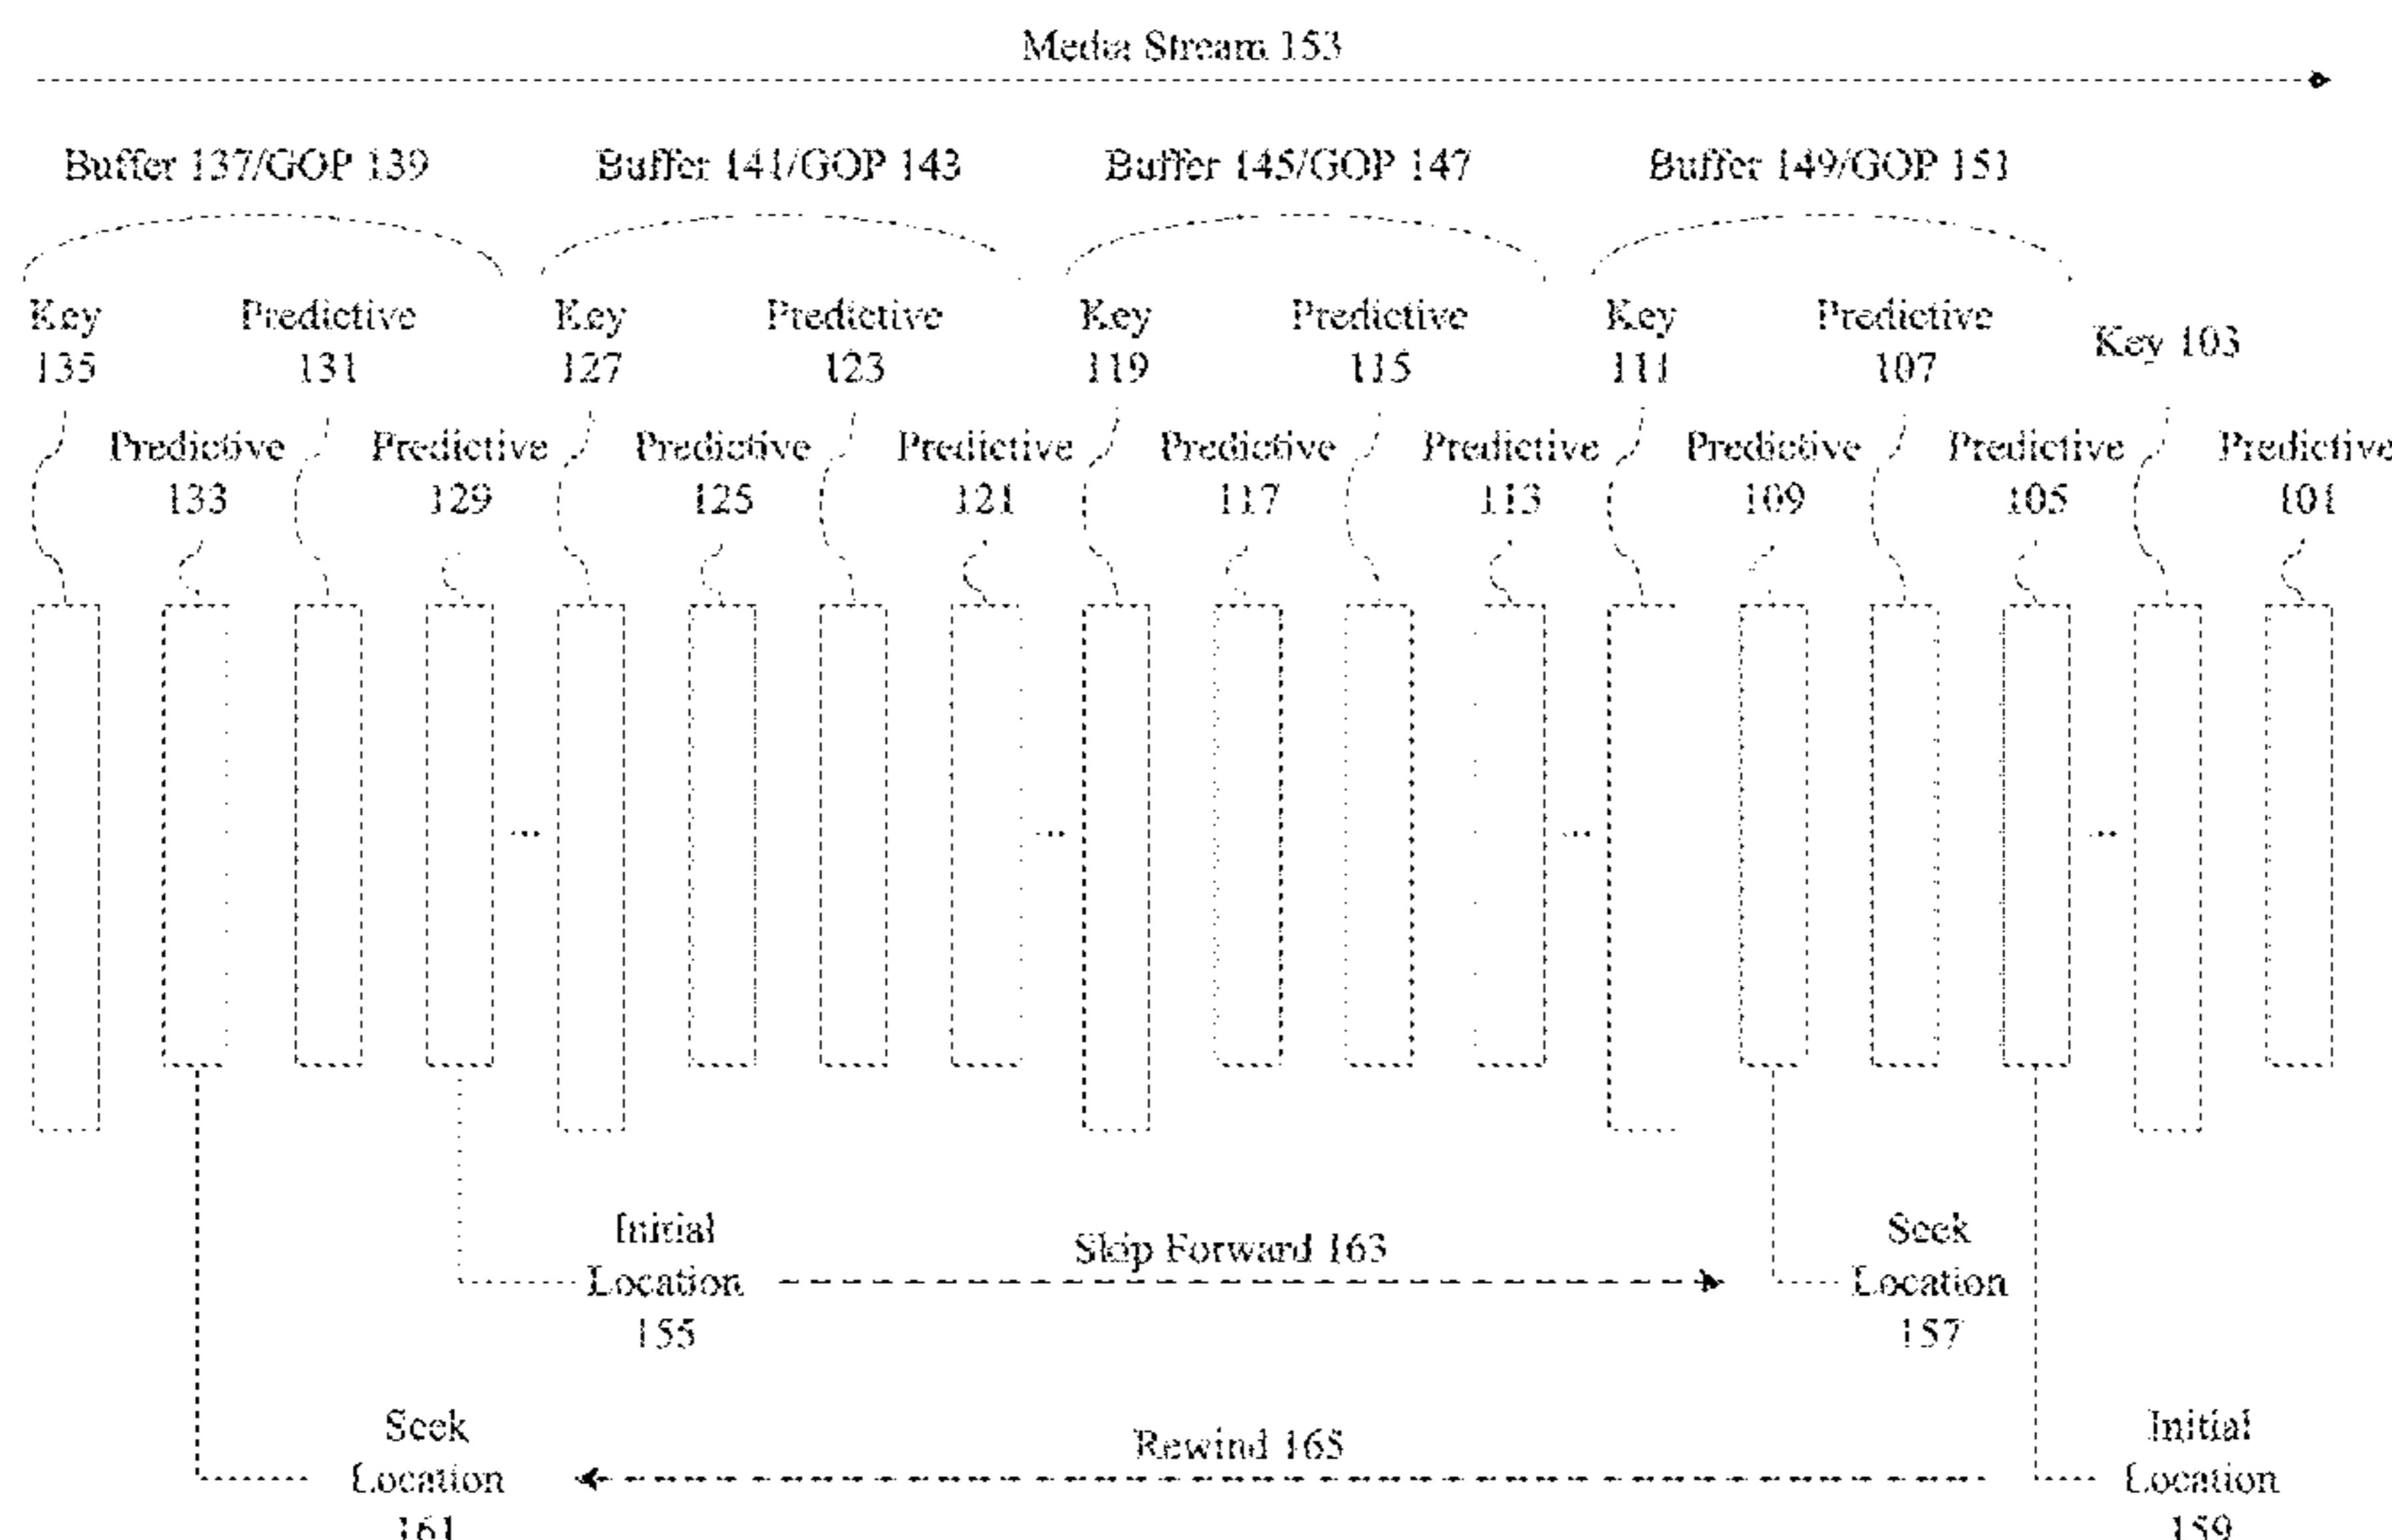 Media Stream 153
Buffer 137/GOP 139 Buffer 141/GOP 143 Buffer 145/GOP 147 Buffer 149/GOP 151
Key Predictive Key Predictive Key Predictive Key Predictive Key 103
135 131 127 123 119 115 111 107
Predictive Predictive Predictive Predictive Predictive Predictive Predictive Predictive Predictive
133 129 125 121 117 113 109 105 101
... ... ... ...
Initial Skip Forward 163 Seek
Location Location
155 157
Seek Rewind 165 Initial
Location Location
161 159